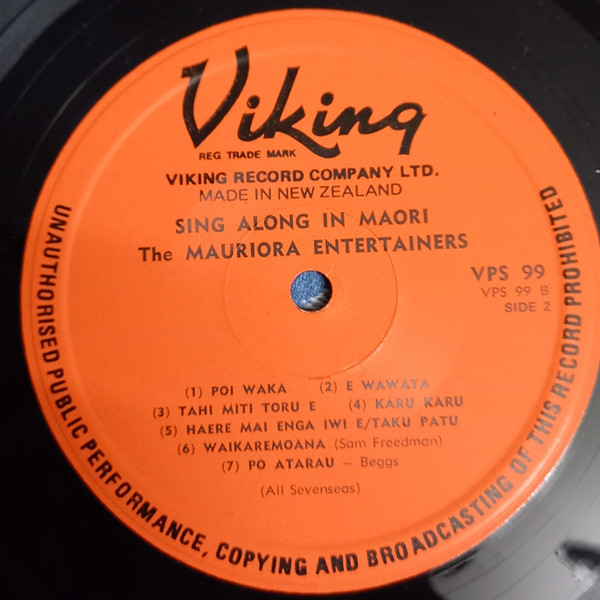 Viking
REG TRADE MARK
VIKING RECORD COMPANY LTD.
MADE IN NEW ZEALAND
SING ALONG IN MAORI
The MAURIORA ENTERTAINERS
VPS 99
VPS 99 B
SIDE 2
(1) POI WAKA (2) E WAWATA
(3) TAHI MITI TORU E (4) KARU KARU
(5) HAERE MAI ENGA IWI E/TAKU PATU
(6) WAIKAREMOANA (Sam Freedman)
(7) PO ATARAU – Beggs
(All Sevenseas)
UNAUTHORISED PUBLIC PERFORMANCE, COPYING AND BROADCASTING OF THIS RECORD PROHIBITED